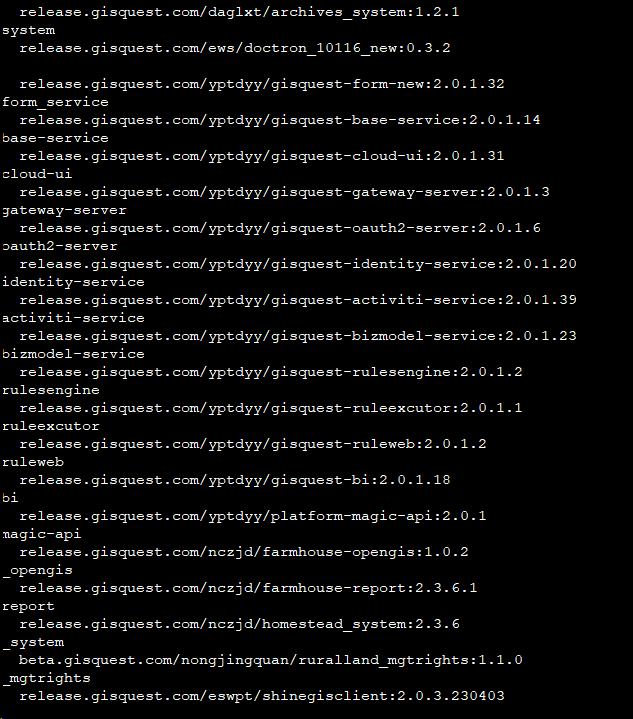 release.gisquest.com/daglxt/archives_system:1.2.1
system
release.gisquest.com/ews/doctron_10116_new:0.3.2
release.gisquest.com/yptdyy/gisquest-form-new:2.0.1.32
form_service
release.gisquest.com/yptdyy/gisquest-base-service:2.0.1.14
base-service
release.gisquest.com/yptdyy/gisquest-cloud-ui:2.0.1.31
cloud-ui
release.gisquest.com/yptdyy/gisquest-gateway-server:2.0.1.3
gateway-server
release.gisquest.com/yptdyy/gisquest-oauth2-server:2.0.1.6
oauth2-server
release.gisquest.com/yptdyy/gisquest-identity-service:2.0.1.20
identity-service
release.gisquest.com/yptdyy/gisquest-activiti-service:2.0.1.39
activiti-service
release.gisquest.com/yptdyy/gisquest-bizmodel-service:2.0.1.23
bizmodel-service
release.gisquest.com/yptdyy/gisquest-rulesengine:2.0.1.2
rulesengine
release.gisquest.com/yptdyy/gisquest-ruleexcutor:2.0.1.1
ruleexcutor
release.gisquest.com/yptdyy/gisquest-ruleweb:2.0.1.2
ruleweb
release.gisquest.com/yptdyy/gisquest-bi:2.0.1.18
bi
release.gisquest.com/yptdyy/platform-magic-api:2.0.1
magic-api
release.gisquest.com/nczjd/farmhouse-opengis:1.0.2
_opengis
release.gisquest.com/nczjd/farmhouse-report:2.3.6.1
report
release.gisquest.com/nczjd/homestead_system:2.3.6
_system
beta.gisquest.com/nongjingquan/ruralland_mgtrights:1.1.0
_mgtrights
release.gisquest.com/eswpt/shinegisclient:2.0.3.230403